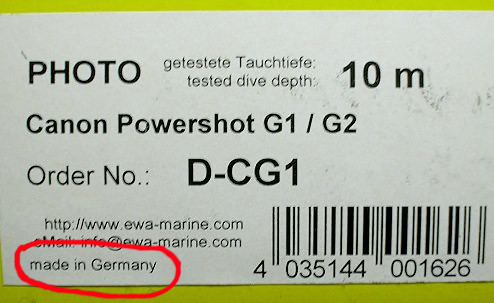 PHOTO getestete Tauchtiefe: 10 m
tested dive depth:
Canon Powershot G1 / G2
Order No.: D-CG1
http://www.ewa-marine.com
eMail: info@ewa-marine.com
made in Germany
4 035144 001626